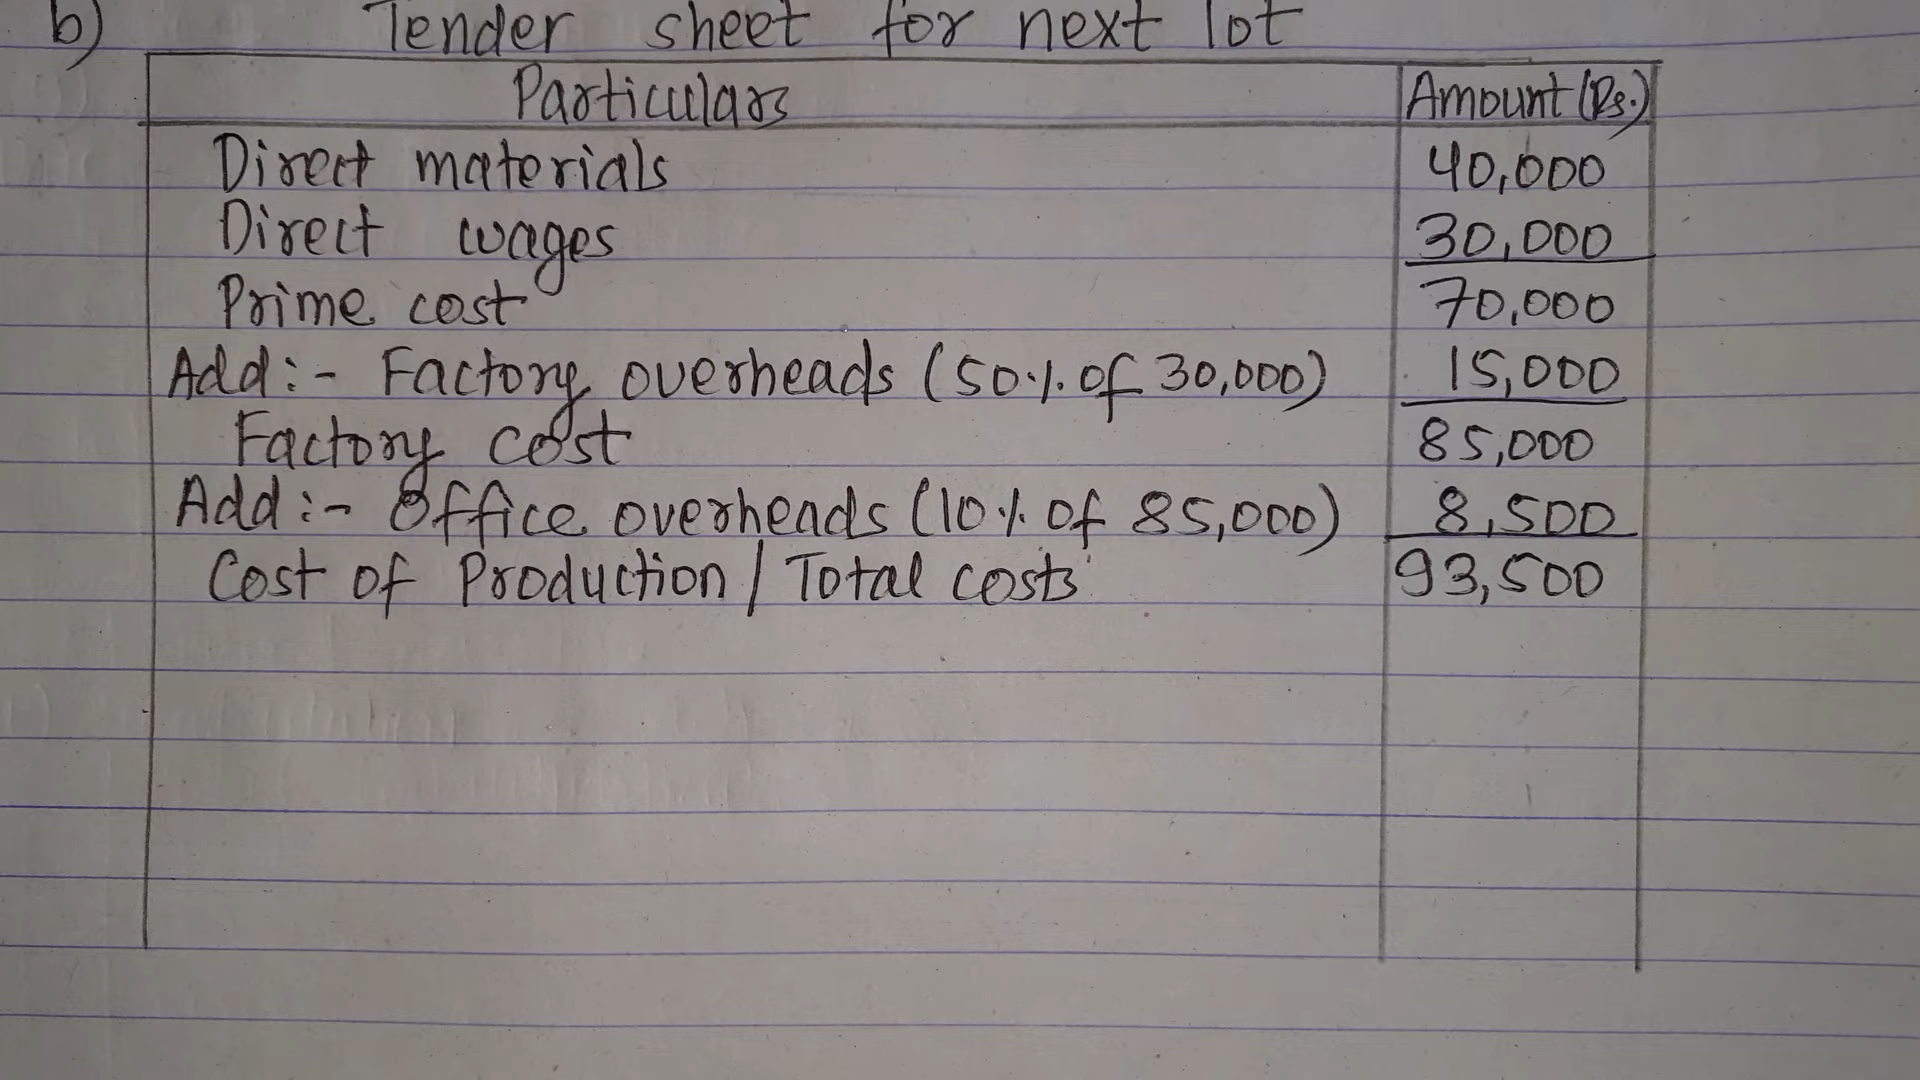 b) Tender sheet for next lot
Particulars Amount (Rs.)
Direct materials 40,000
Direct wages 30,000
Prime cost 70,000
Add:- Factory overheads (50% of 30,000) 15,000
Factory cost 85,000
Add:- Office overheads (10% of 85,000) 8,500
Cost of Production / Total costs 93,500